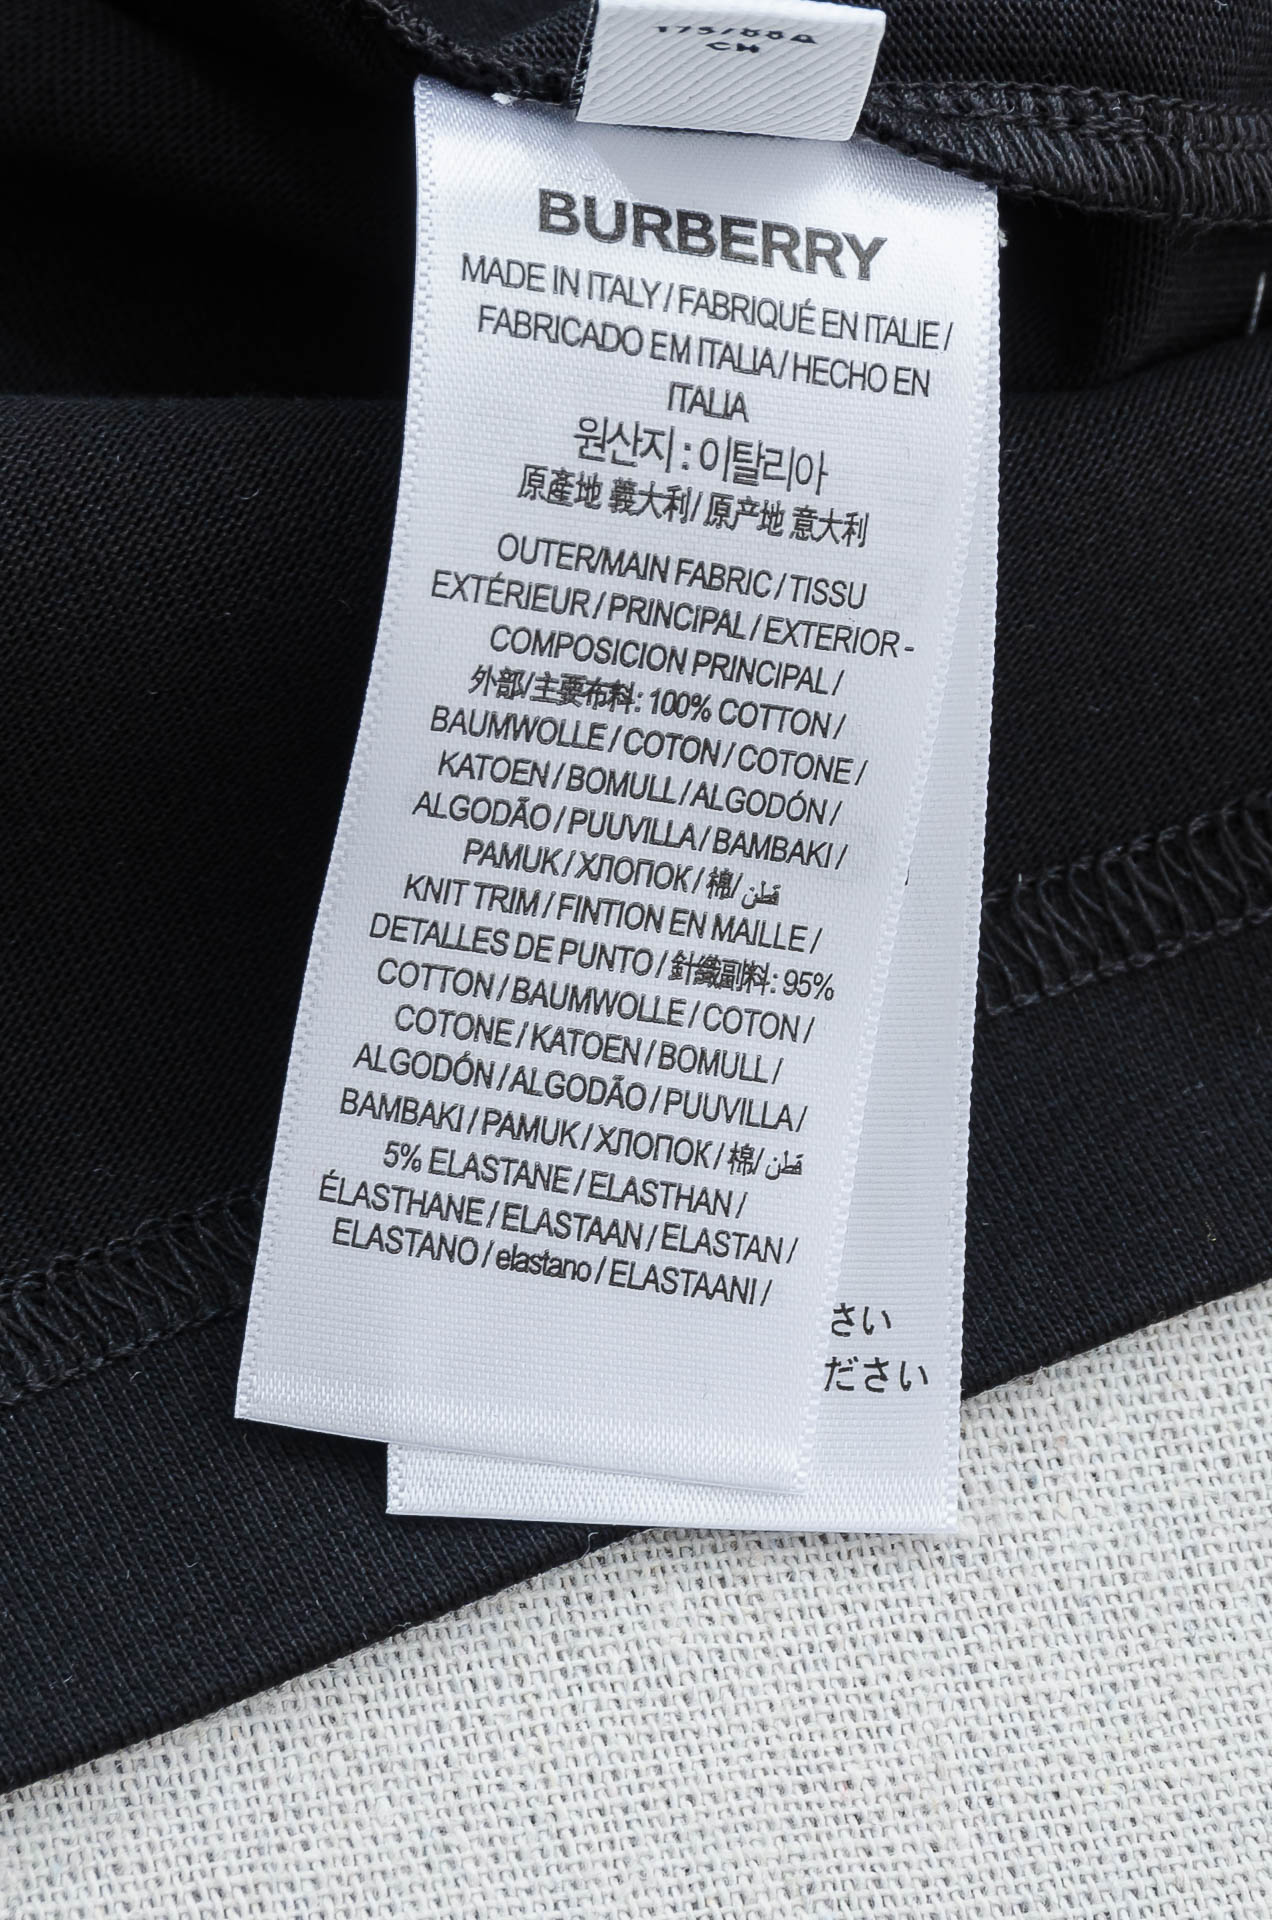 175/88A
CH
BURBERRY
MADE IN ITALY / FABRIQUÉ EN ITALIE /
FABRICADO EM ITALIA / HECHO EN
ITALIA
원산지 : 이탈리아
原產地 義大利 / 原产地 意大利
OUTER/MAIN FABRIC / TISSU
EXTÉRIEUR / PRINCIPAL / EXTERIOR -
COMPOSICION PRINCIPAL /
外部/主要布料: 100% COTTON /
BAUMWOLLE / COTON / COTONE /
KATOEN / BOMULL / ALGODÓN /
ALGODÃO / PUUVILLA / BAMBAKI /
PAMUK / ХЛОПОК / 棉/ قطن
KNIT TRIM / FINTION EN MAILLE /
DETALLES DE PUNTO / 針織副料: 95%
COTTON / BAUMWOLLE / COTON /
COTONE / KATOEN / BOMULL /
ALGODÓN / ALGODÃO / PUUVILLA /
BAMBAKI / PAMUK / ХЛОПОК / 棉/ قطن
5% ELASTANE / ELASTHAN /
ÉLASTHANE / ELASTAAN / ELASTAN /
ELASTANO / elastano / ELASTAANI /
さい
ださい